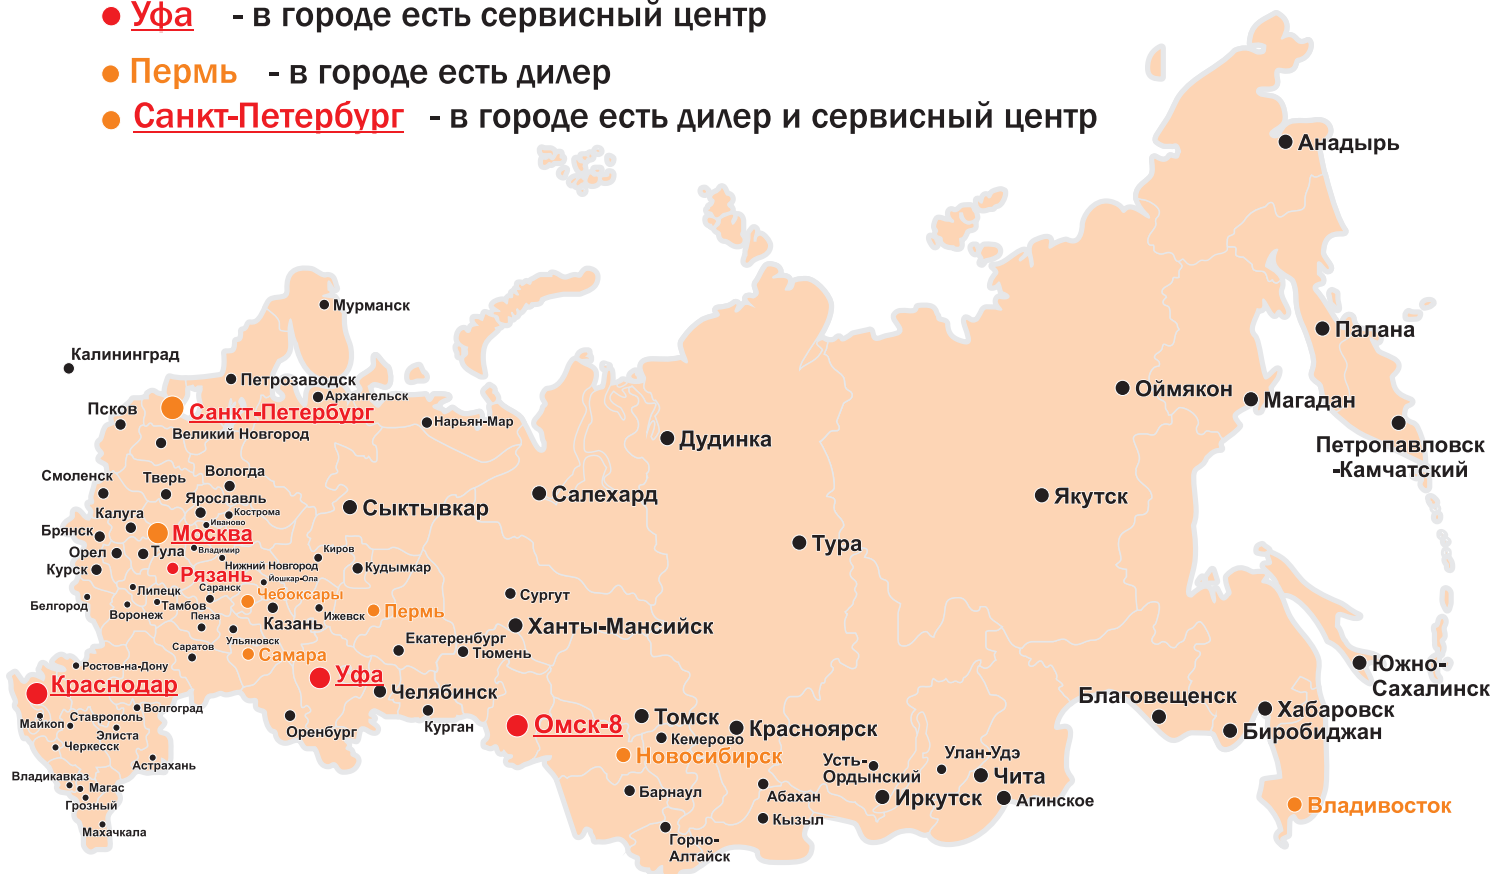 Уфа - в городе есть сервисный центр
Пермь - в городе есть дилер
Санкт-Петербург - в городе есть дилер и сервисный центр
Анадырь
Мурманск
Палана
Калининград
Петрозаводск
Архангельск
Оймякон
Магадан
Псков
Санкт-Петербург
Нарьян-Мар
Великий Новгород
Дудинка
Петропавловск
-Камчатский
Смоленск
Тверь
Вологда
Ярославль
Кострома
Салехард
Якутск
Калуга
Иваново
Сыктывкар
Брянск
Москва
Орел
Тула
Владимир
Киров
Тура
Курск
Рязань
Нижний Новгород
Кудымкар
Йошкар-Ола
Липецк
Саранск
Чебоксары
Сургут
Белгород
Воронеж
Тамбов
Пенза
Казань
Ижевск
Пермь
Ульяновск
Ханты-Мансийск
Саратов
Самара
Екатеренбург
Тюмень
Ростов-на-Дону
Краснодар
Уфа
Челябинск
Южно-
Сахалинск
Благовещенск
Хабаровск
Биробиджан
Волгоград
Майкоп
Ставрополь
Элиста
Черкесск
Оренбург
Курган
Омск-8
Томск
Кемерово
Красноярск
Новосибирск
Усть-
Ордынский
Улан-Удэ
Чита
Астрахань
Владикавказ
Магас
Грозный
Махачкала
Барнаул
Абахан
Кызыл
Иркутск
Агинское
Владивосток
Горно-
Алтайск